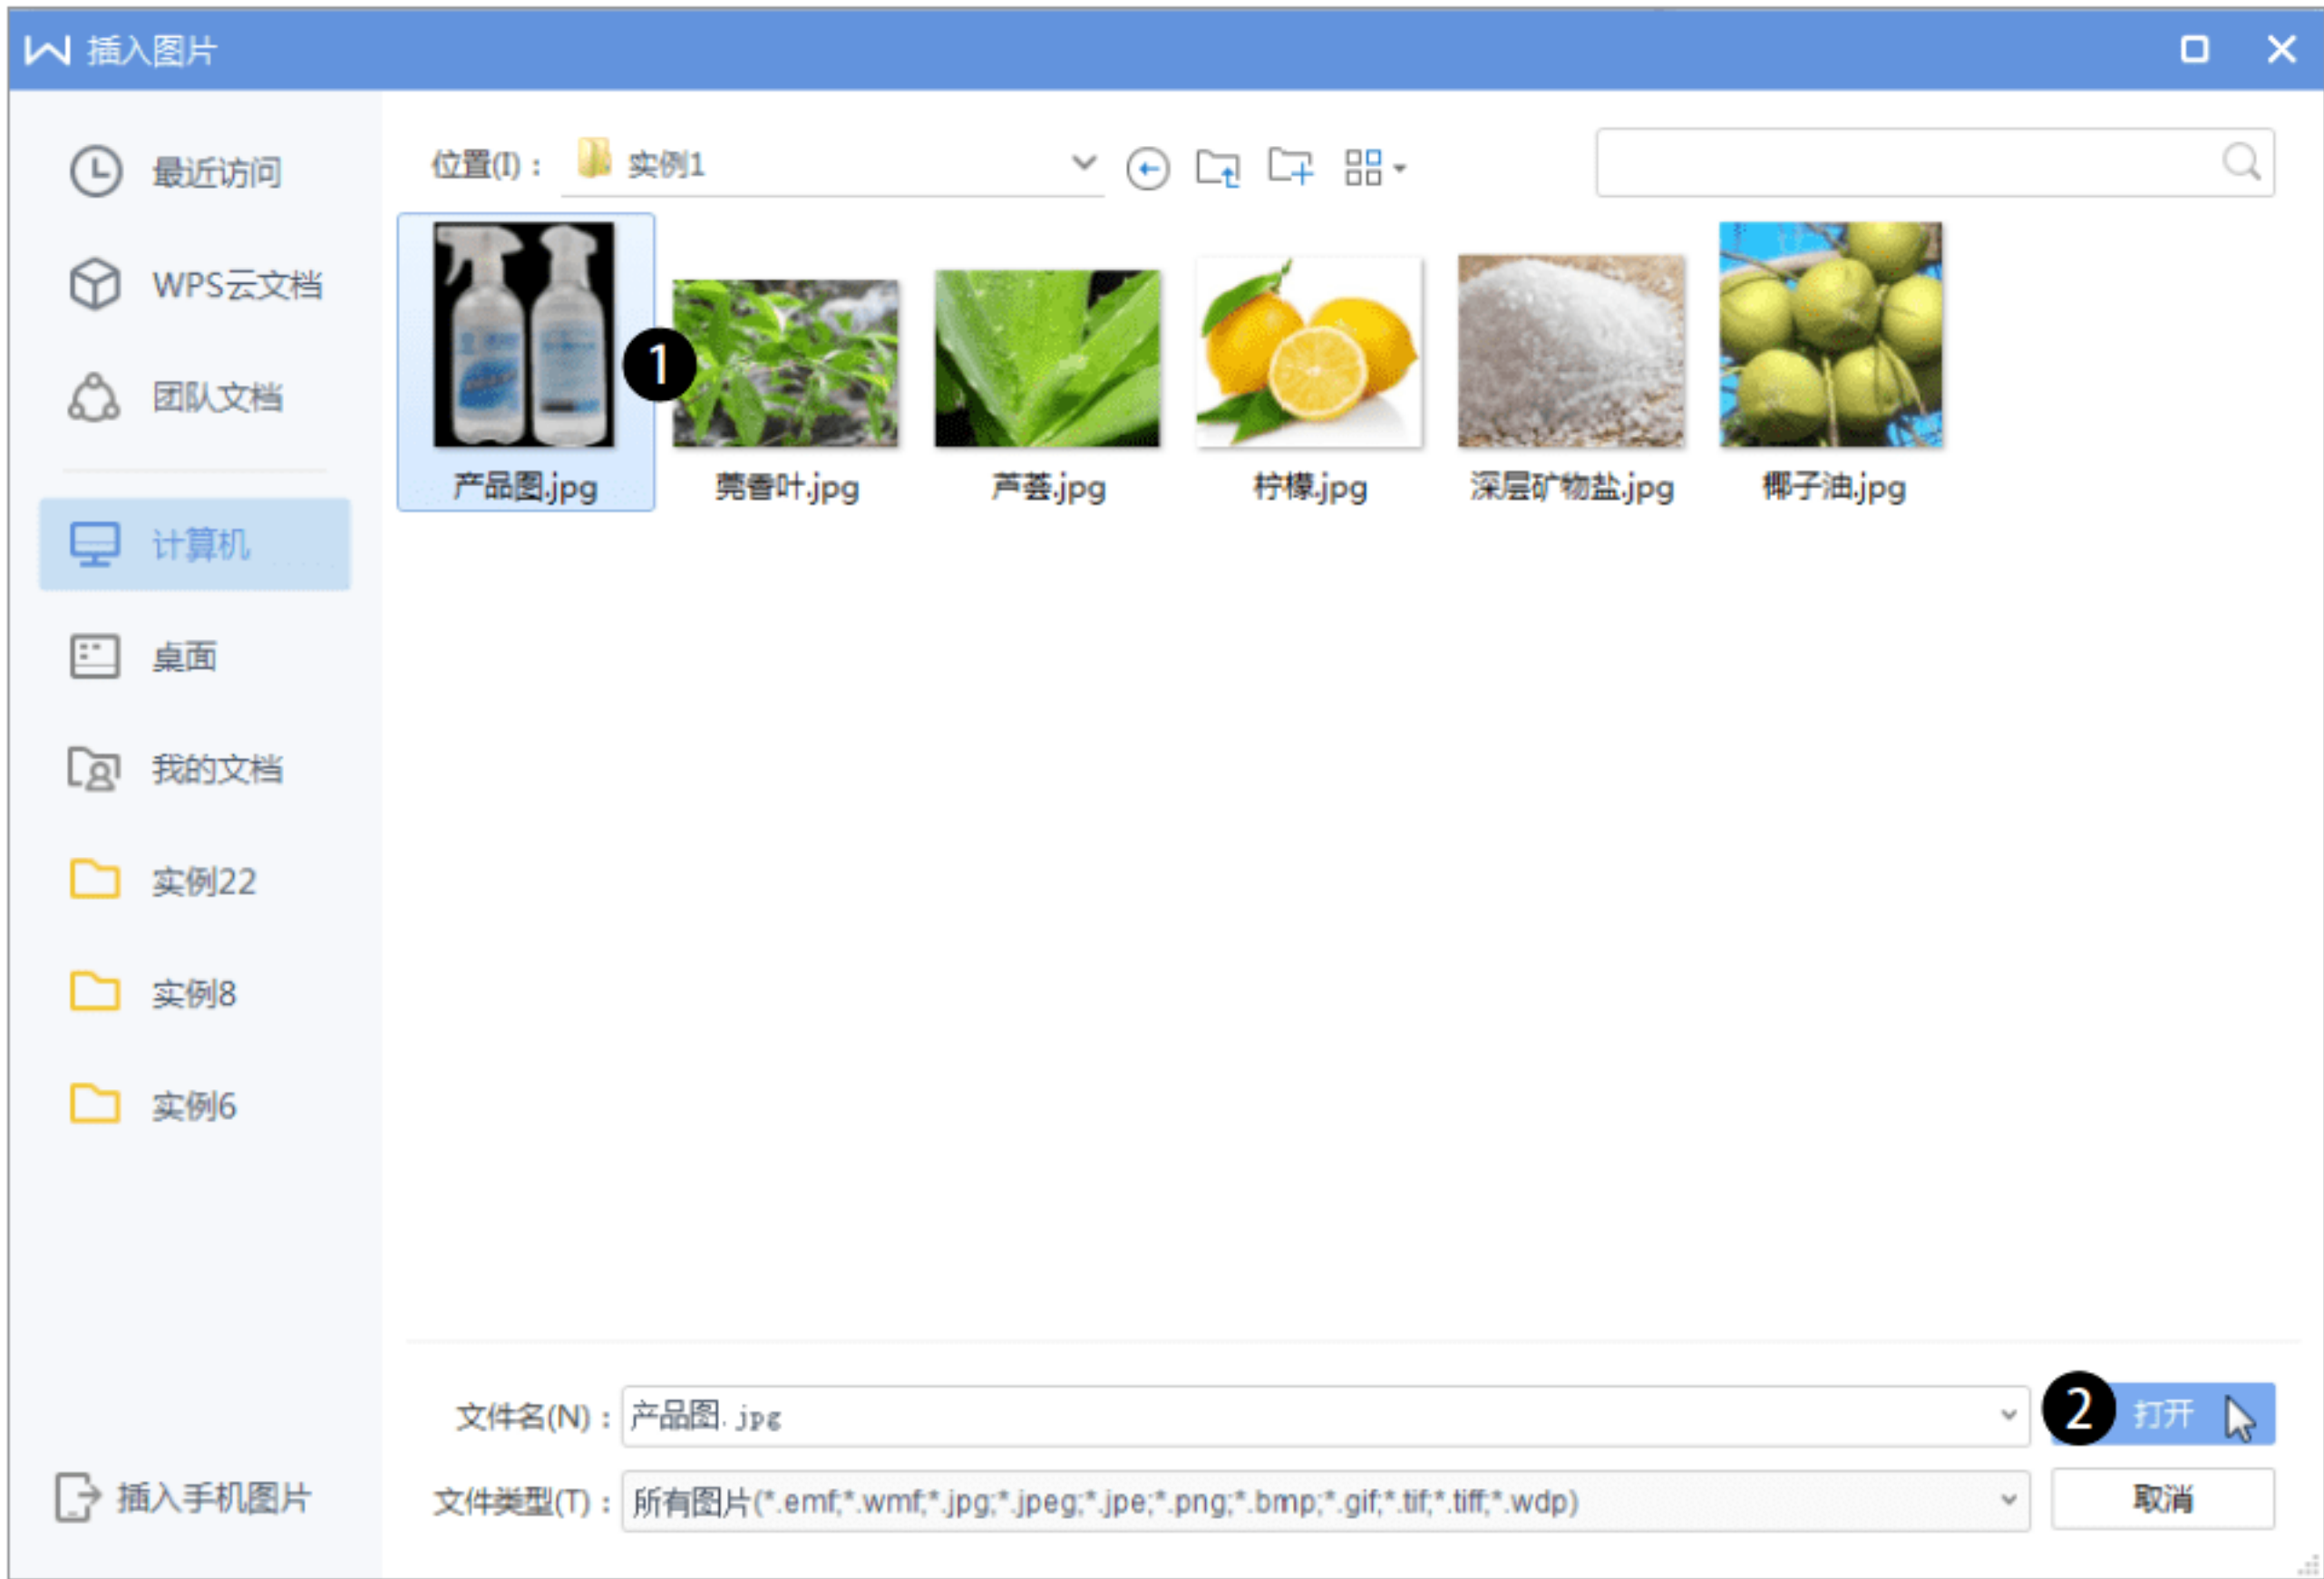 插入图片
最近访问
WPS云文档
团队文档
计算机
桌面
我的文档
实例22
实例8
实例6
插入手机图片
位置(I)： 实例1
1
产品图.jpg 莞香叶.jpg 芦荟.jpg 柠檬.jpg 深层矿物盐.jpg 椰子油.jpg
文件名(N)： 产品图.jpg 2 打开
文件类型(T)： 所有图片(*.emf;*.wmf;*.jpg;*.jpeg;*.jpe;*.png;*.bmp;*.gif;*.tif;*.tiff;*.wdp) 取消